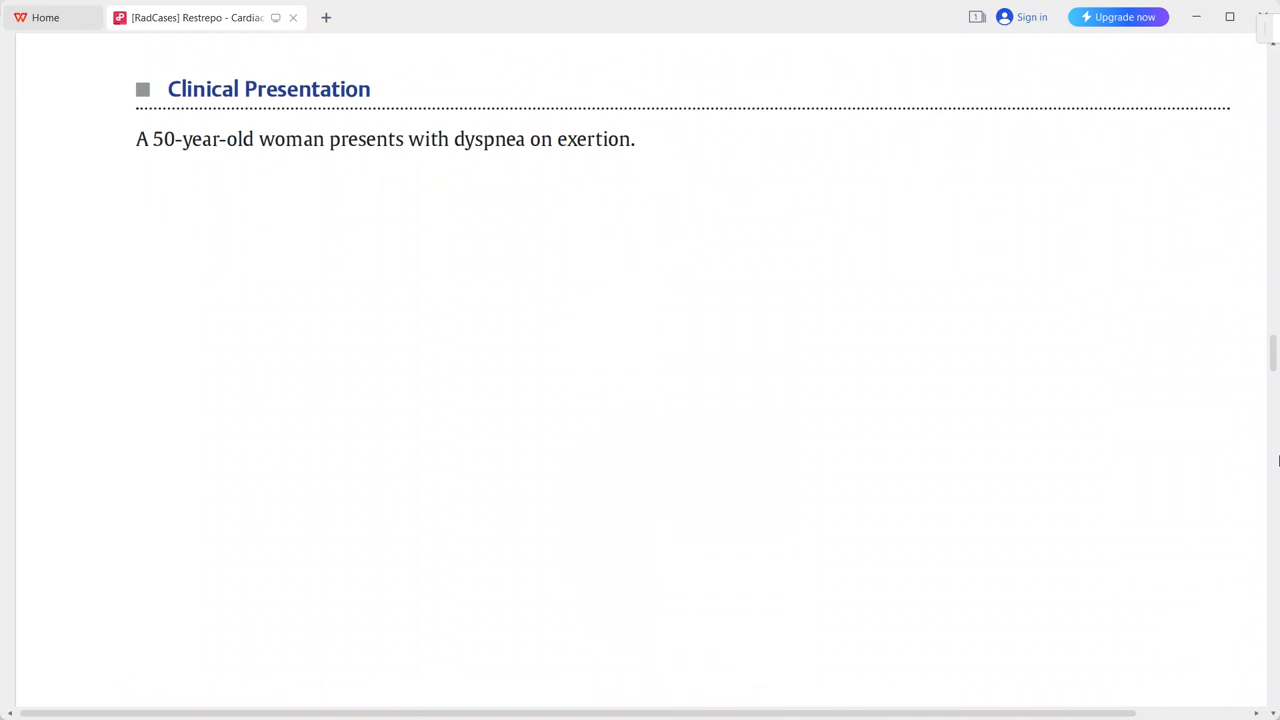 Home
[RadCases] Restrepo - Cardiac
1
Sign in
Upgrade now
Clinical Presentation
A 50-year-old woman presents with dyspnea on exertion.